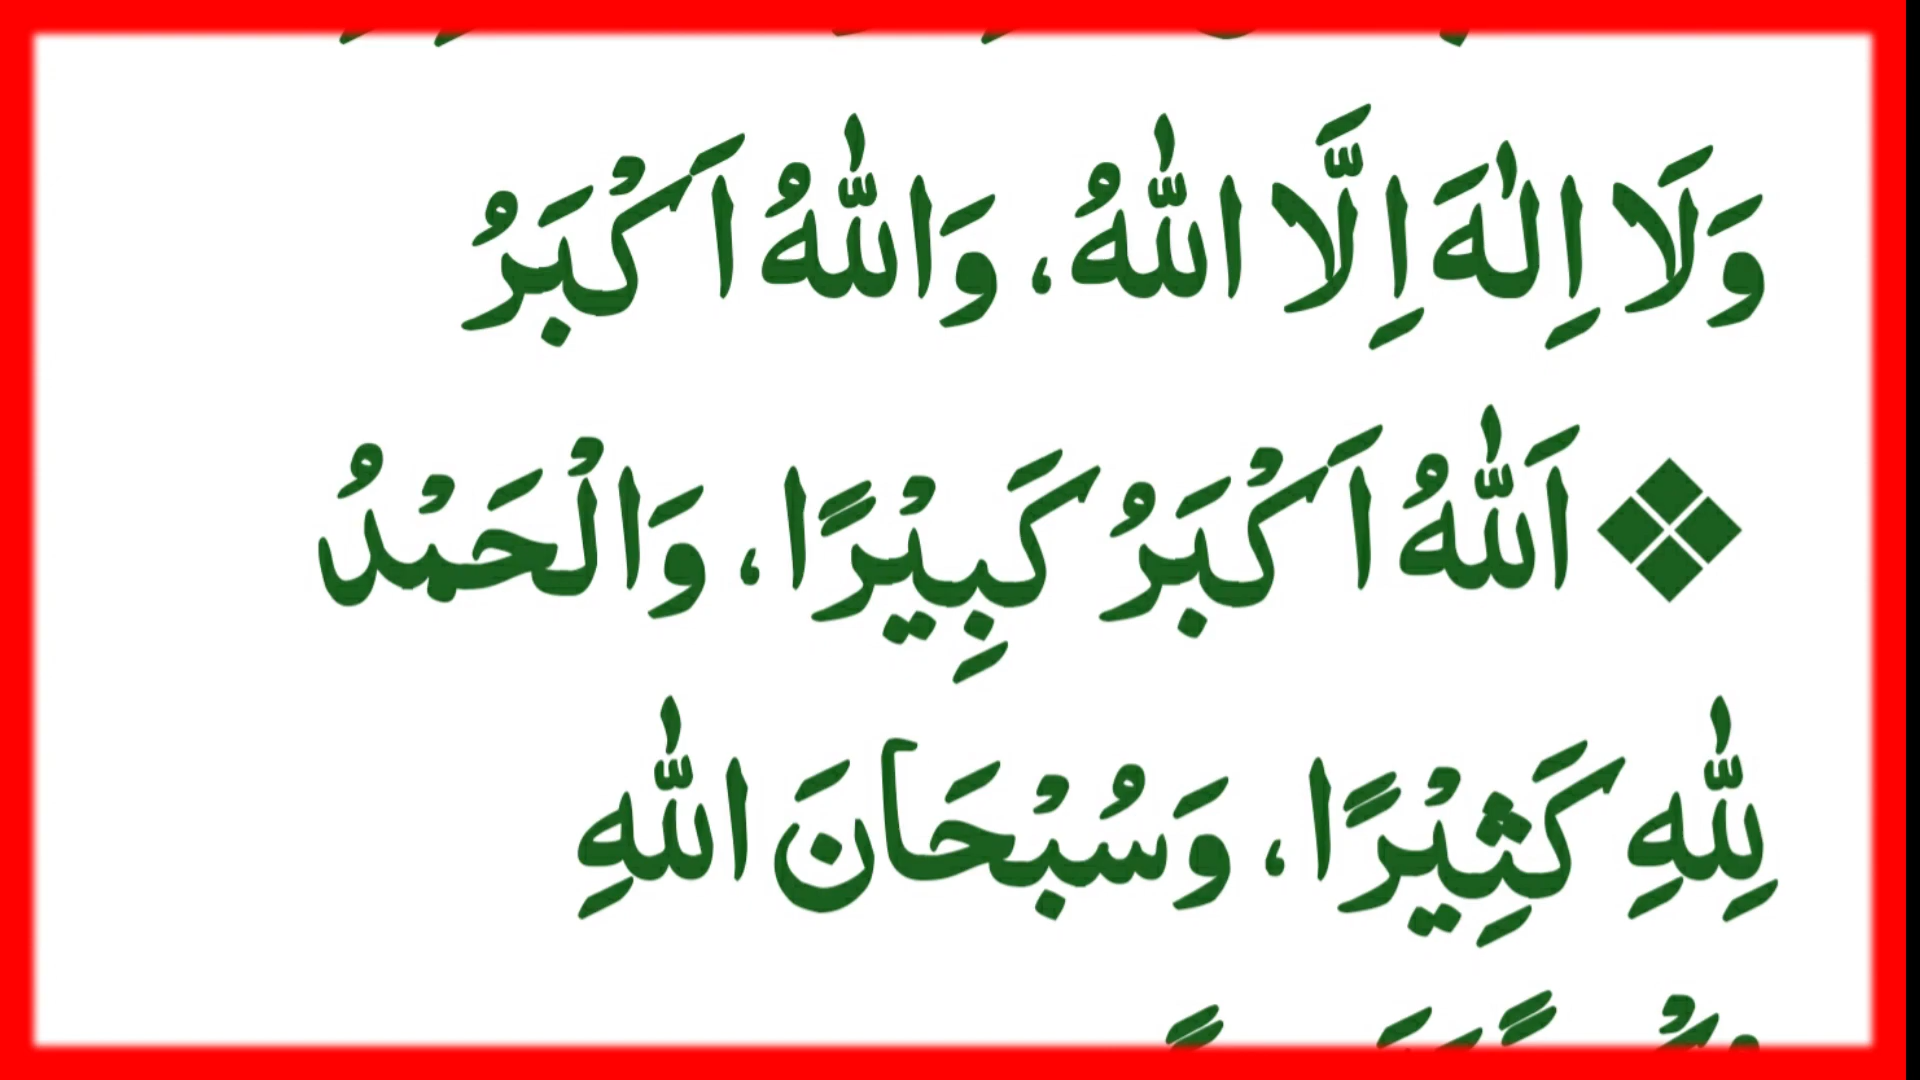 وَلَا اِلٰهَ اِلَّا اللّٰهُ، وَاللّٰهُ اَكْبَرُ
❖ اَللّٰهُ اَكْبَرُ كَبِيْرًا، وَالْحَمْدُ
لِلّٰهِ كَثِيْرًا، وَسُبْحَانَ اللّٰهِ